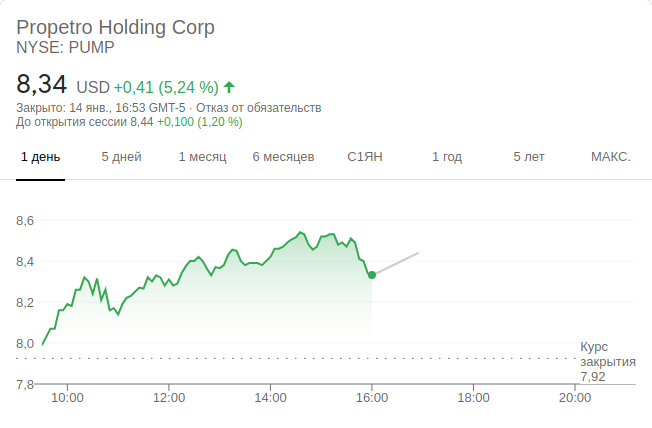 Propetro Holding Corp
NYSE: PUMP
8,34 USD +0,41 (5,24 %)
Закрыто: 14 янв., 16:53 GMT-5 · Отказ от обязательств
До открытия сессии 8,44 +0,100 (1,20 %)
1 день 5 дней 1 месяц 6 месяцев С1ЯН 1 год 5 лет МАКС.
8,6
8,4
8,2
8,0
Курс
закрытия
7,92
7,8
10:00 12:00 14:00 16:00 18:00 20:00